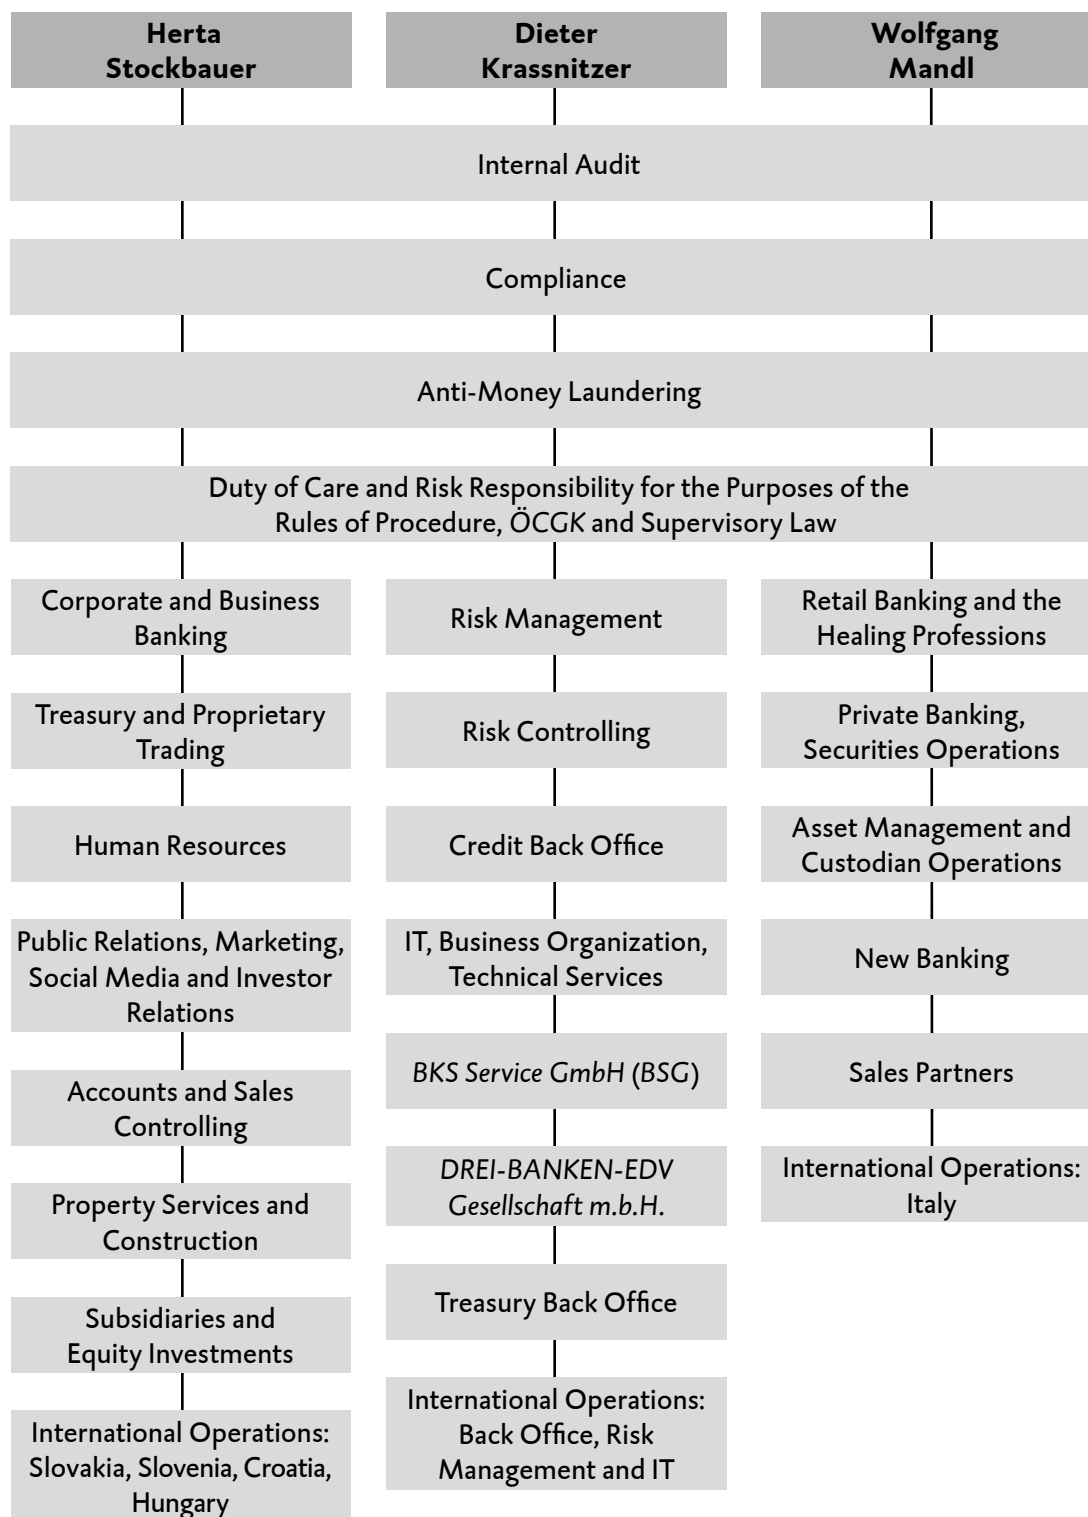 Herta
Stockbauer
Dieter
Krassnitzer
Wolfgang
Mandl
Internal Audit
Compliance
Anti-Money Laundering
Duty of Care and Risk Responsibility for the Purposes of the
Rules of Procedure, ÖCGK and Supervisory Law
Corporate and Business
Banking
Treasury and Proprietary
Trading
Human Resources
Public Relations, Marketing,
Social Media and Investor
Relations
Accounts and Sales
Controlling
Property Services and
Construction
Subsidiaries and
Equity Investments
International Operations:
Slovakia, Slovenia, Croatia,
Hungary
Risk Management
Risk Controlling
Credit Back Office
IT, Business Organization,
Technical Services
BKS Service GmbH (BSG)
DREI-BANKEN-EDV
Gesellschaft m.b.H.
Treasury Back Office
International Operations:
Back Office, Risk
Management and IT
Retail Banking and the
Healing Professions
Private Banking,
Securities Operations
Asset Management and
Custodian Operations
New Banking
Sales Partners
International Operations:
Italy